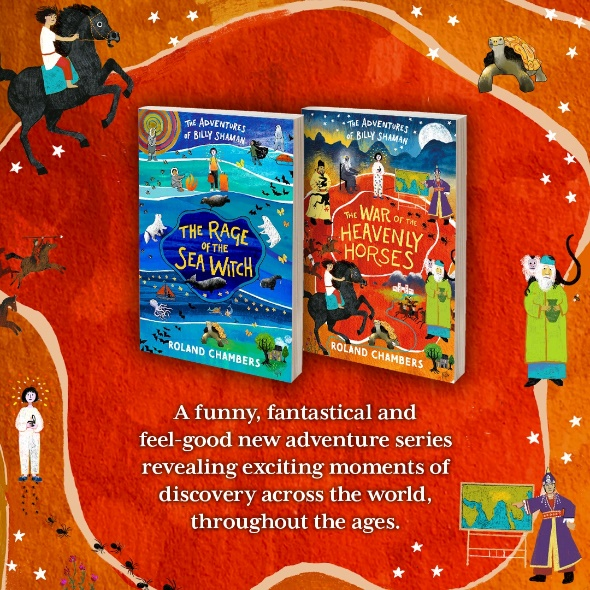 THE ADVENTURES
OF BILLY SHAMAN
THE RAGE
OF THE
SEA WITCH
ROLAND CHAMBERS
THE ADVENTURES
OF BILLY SHAMAN
THE WAR OF THE
HEAVENLY
HORSES
ROLAND CHAMBERS
A funny, fantastical and
feel-good new adventure series
revealing exciting moments of
discovery across the world,
throughout the ages.